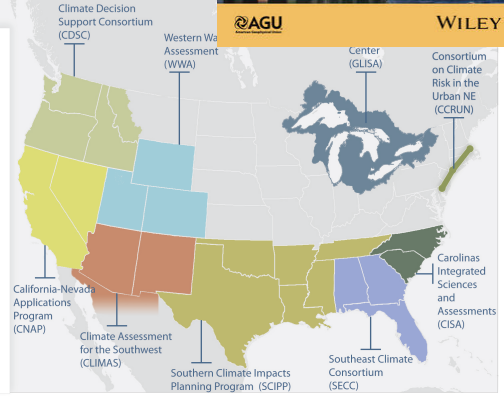 Climate Decision
Support Consortium
(CDSC)
AGU
WILEY
Western Wa
Assessment
(WWA)
Center
(GLISA)
Consortium
on Climate
Risk in the
Urban NE
(CCRUN)
California-Nevada
Applications
Program
(CNAP)
Climate Assessment
for the Southwest
(CLIMAS)
Southern Climate Impacts
Planning Program (SCIPP)
Southeast Climate
Consortium
(SECC)
Carolinas
Integrated
Sciences
and
Assessments
(CISA)